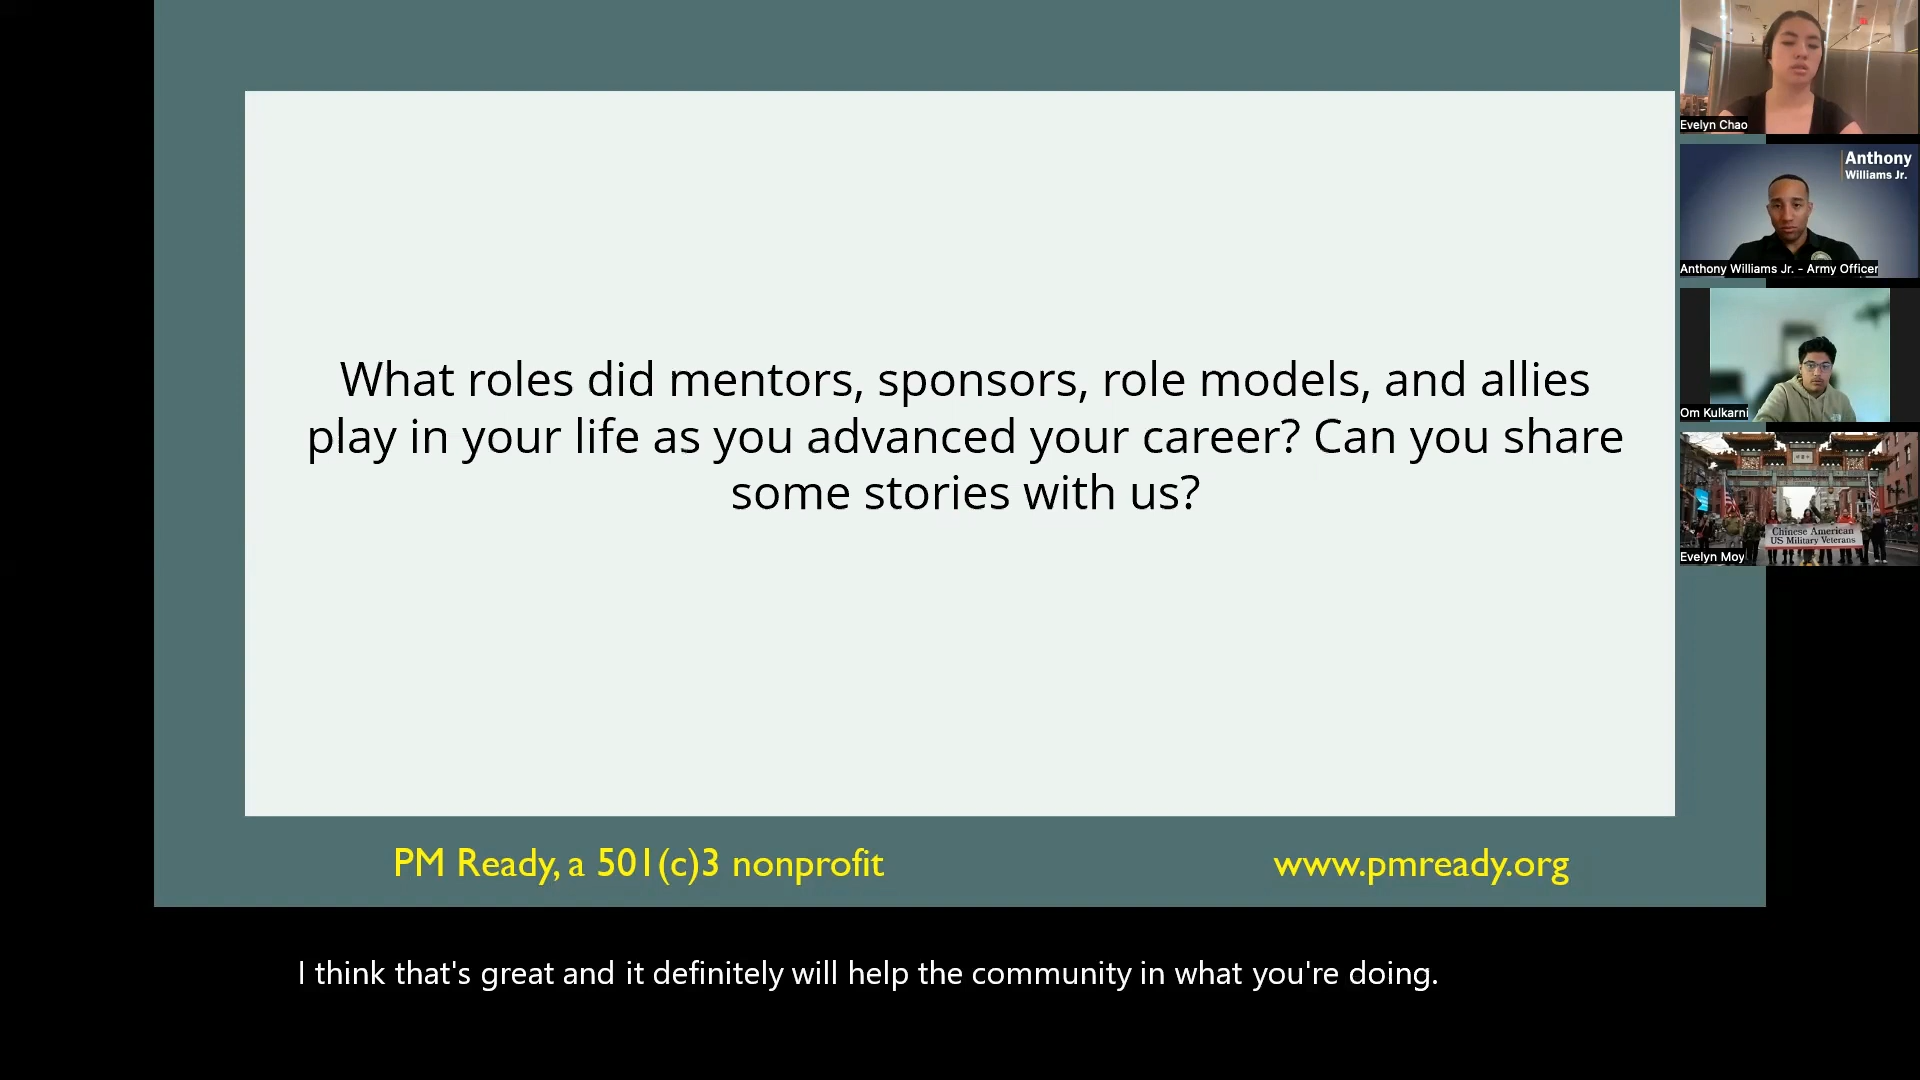 What roles did mentors, sponsors, role models, and allies
play in your life as you advanced your career? Can you share
some stories with us?
PM Ready, a 501(c)3 nonprofit
www.pmready.org
I think that's great and it definitely will help the community in what you're doing.
Evelyn Chao
Anthony
Williams Jr.
Anthony Williams Jr. - Army Officer
Om Kulkarni
Chinese American
US Military Veterans
Evelyn Moy